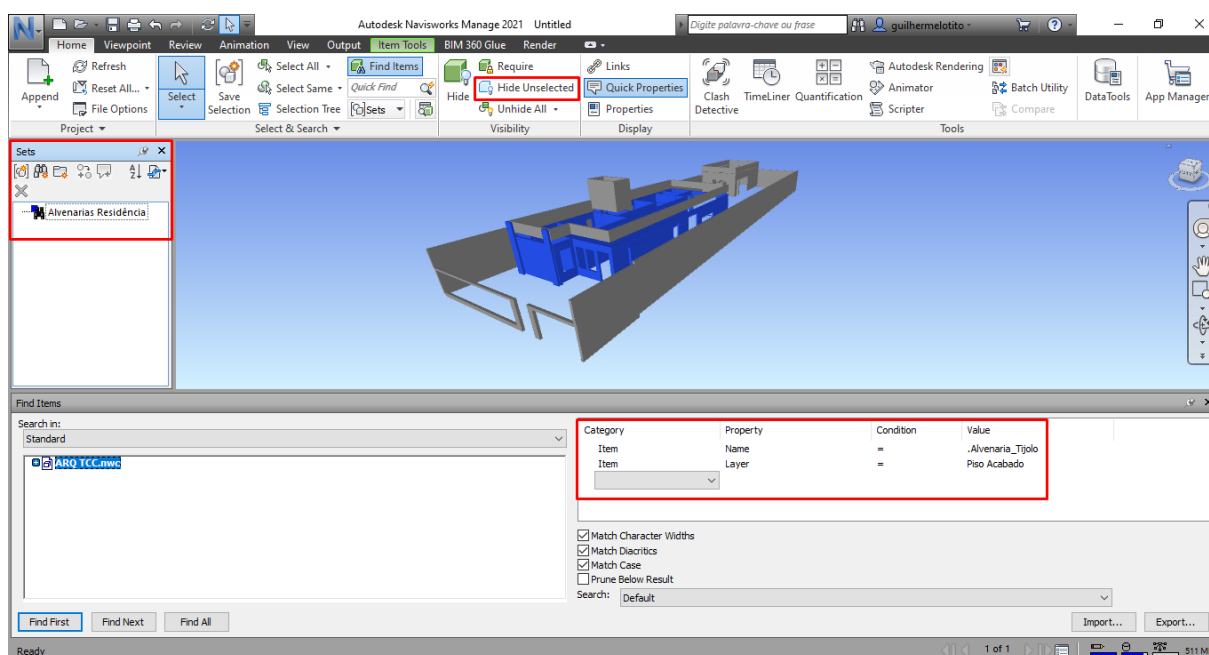 Autodesk Navisworks Manage 2021 Untitled
Digite palavra-chave ou frase
guilhermelotito
Home Viewpoint Review Animation View Output Item Tools BIM 360 Glue Render
Append
Refresh
Reset All...
File Options
Project
Select
Save Selection
Select All
Select Same
Selection Tree
Find Items
Quick Find
Sets
Select & Search
Hide
Require
Hide Unselected
Unhide All
Visibility
Links
Quick Properties
Properties
Display
Clash Detective
TimeLiner
Quantification
Autodesk Rendering
Animator
Scripter
Batch Utility
Compare
Tools
DataTools
App Manager
Sets
Alvenarias Residência
Find Items
Search in:
Standard
ARQ TCC.nwc
Category Property Condition Value
Item Name = .Alvenaria_Tijolo
Item Layer = Piso Acabado
Match Character Widths
Match Diacritics
Match Case
Prune Below Result
Search: Default
Find First Find Next Find All Import... Export...
Ready
1 of 1
511 M